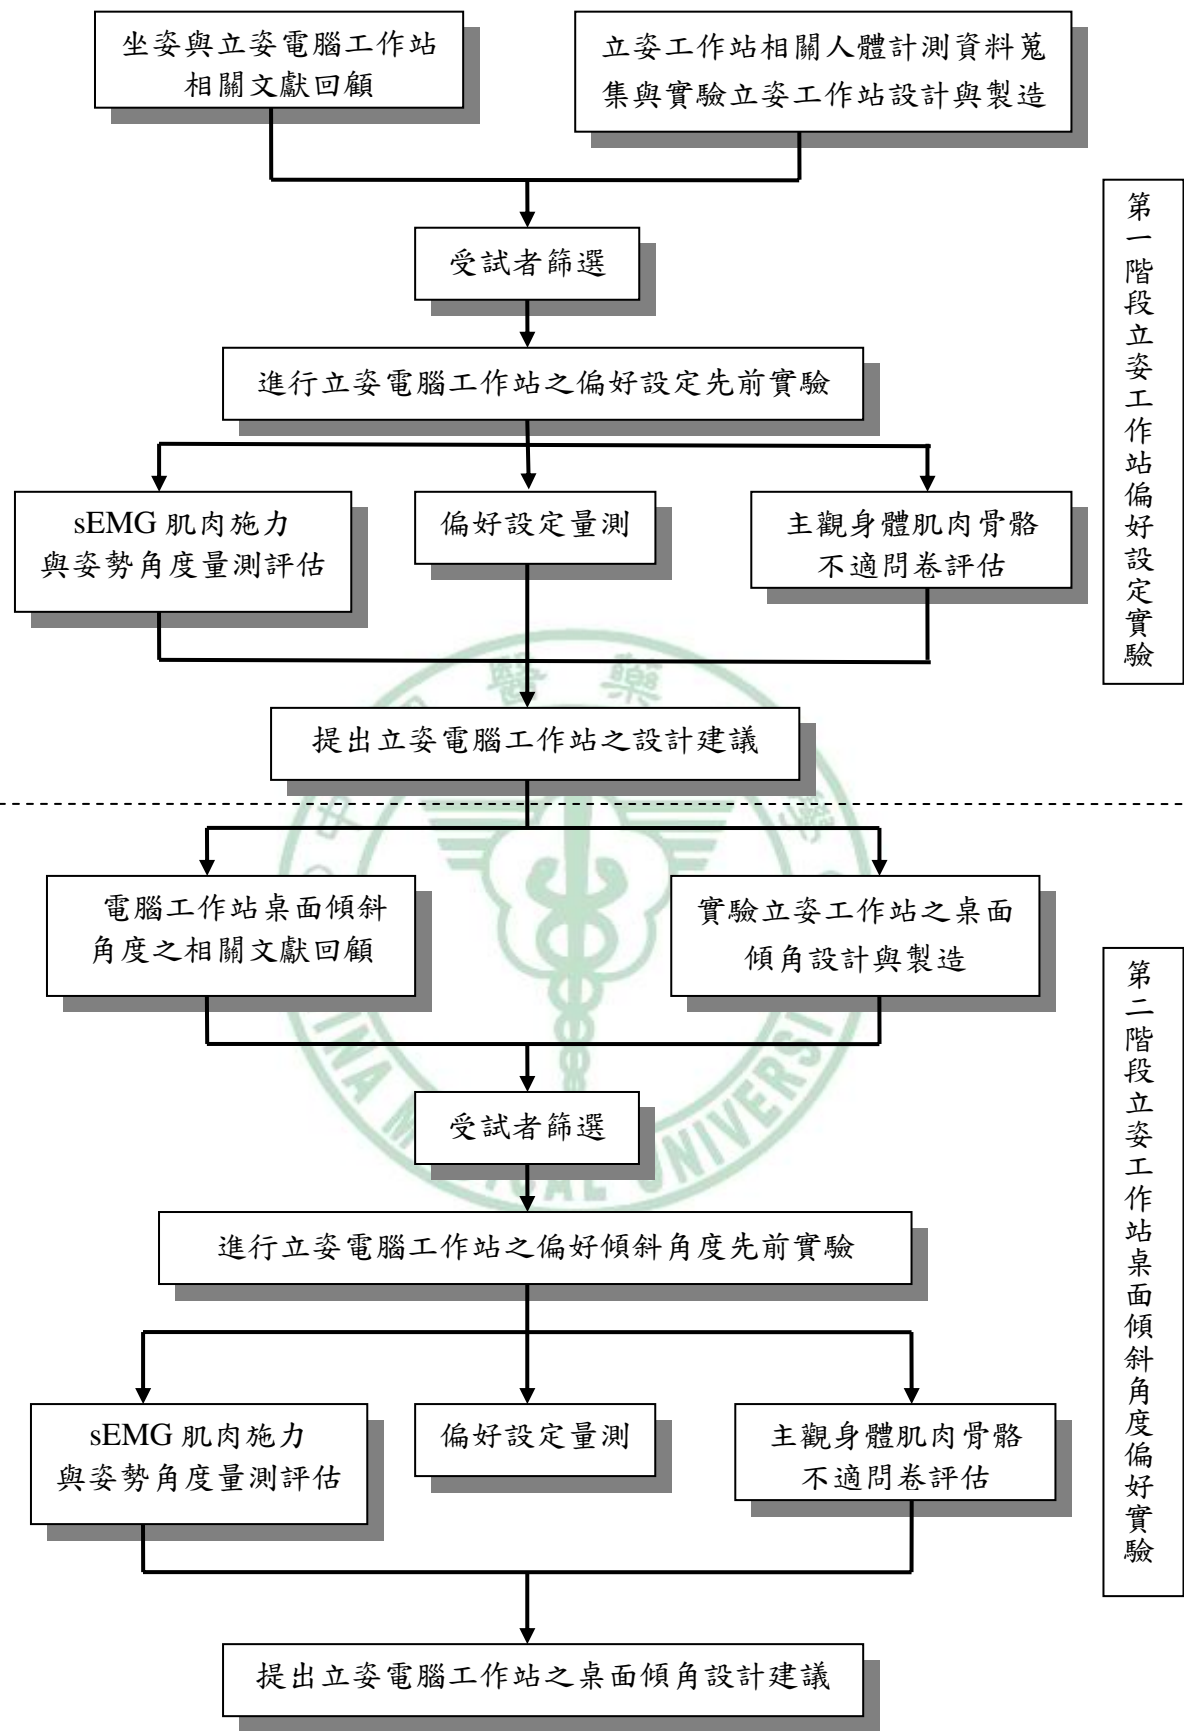 坐姿與立姿電腦工作站
相關文獻回顧
立姿工作站相關人體計測資料蒐
集與實驗立姿工作站設計與製造
受試者篩選
進行立姿電腦工作站之偏好設定先前實驗
sEMG 肌肉施力
與姿勢角度量測評估
偏好設定量測
主觀身體肌肉骨骼
不適問卷評估
提出立姿電腦工作站之設計建議
第一階段立姿工作站偏好設定實驗
電腦工作站桌面傾斜
角度之相關文獻回顧
實驗立姿工作站之桌面
傾角設計與製造
受試者篩選
進行立姿電腦工作站之偏好傾斜角度先前實驗
sEMG 肌肉施力
與姿勢角度量測評估
偏好設定量測
主觀身體肌肉骨骼
不適問卷評估
提出立姿電腦工作站之桌面傾角設計建議
第二階段立姿工作站桌面傾斜角度偏好實驗
中 醫 藥 學
INA M ICAL UNIVERSI